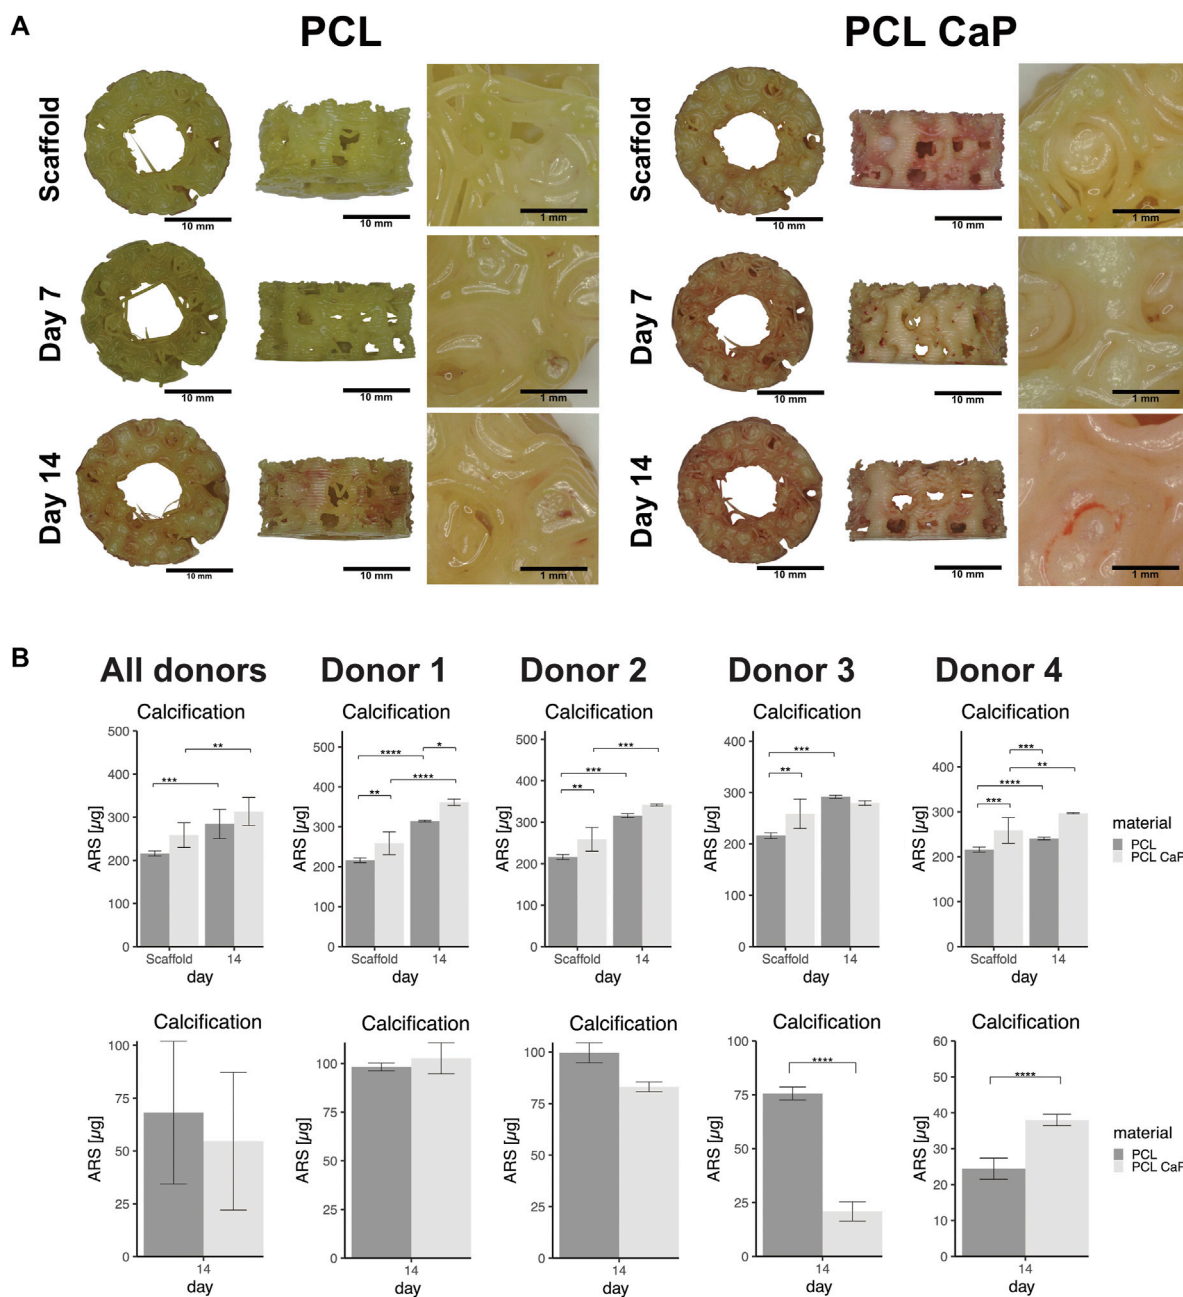 A
PCL
PCL CaP
Scaffold
10 mm
10 mm
1 mm
Scaffold
10 mm
10 mm
1 mm
Day 7
10 mm
10 mm
1 mm
Day 7
10 mm
10 mm
1 mm
Day 14
10 mm
10 mm
1 mm
Day 14
10 mm
10 mm
1 mm
B
All donors
Donor 1
Donor 2
Donor 3
Donor 4
Calcification
ARS [µg]
500
400
300
200
100
0
**
***
Scaffold
14
day
Calcification
ARS [µg]
500
400
300
200
100
0
****
*
****
**
Scaffold
14
day
Calcification
ARS [µg]
500
400
300
200
100
0
***
***
**
Scaffold
14
day
Calcification
ARS [µg]
400
300
200
100
0
***
**
Scaffold
14
day
Calcification
ARS [µg]
400
300
200
100
0
***
**
****
***
Scaffold
14
day
material
PCL
PCL CaP
Calcification
ARS [µg]
100
75
50
25
0
14
day
Calcification
ARS [µg]
100
75
50
25
0
14
day
Calcification
ARS [µg]
100
75
50
25
0
14
day
Calcification
ARS [µg]
100
75
50
25
0
****
14
day
Calcification
ARS [µg]
60
50
40
30
20
10
0
****
14
day
material
PCL
PCL CaP